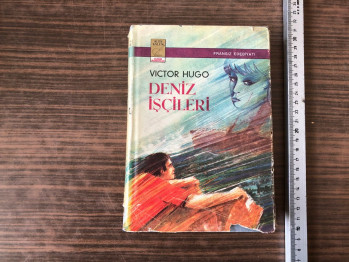 FRANSIZ EDEBİYATI
VICTOR HUGO
DENİZ
İŞÇİLERİ